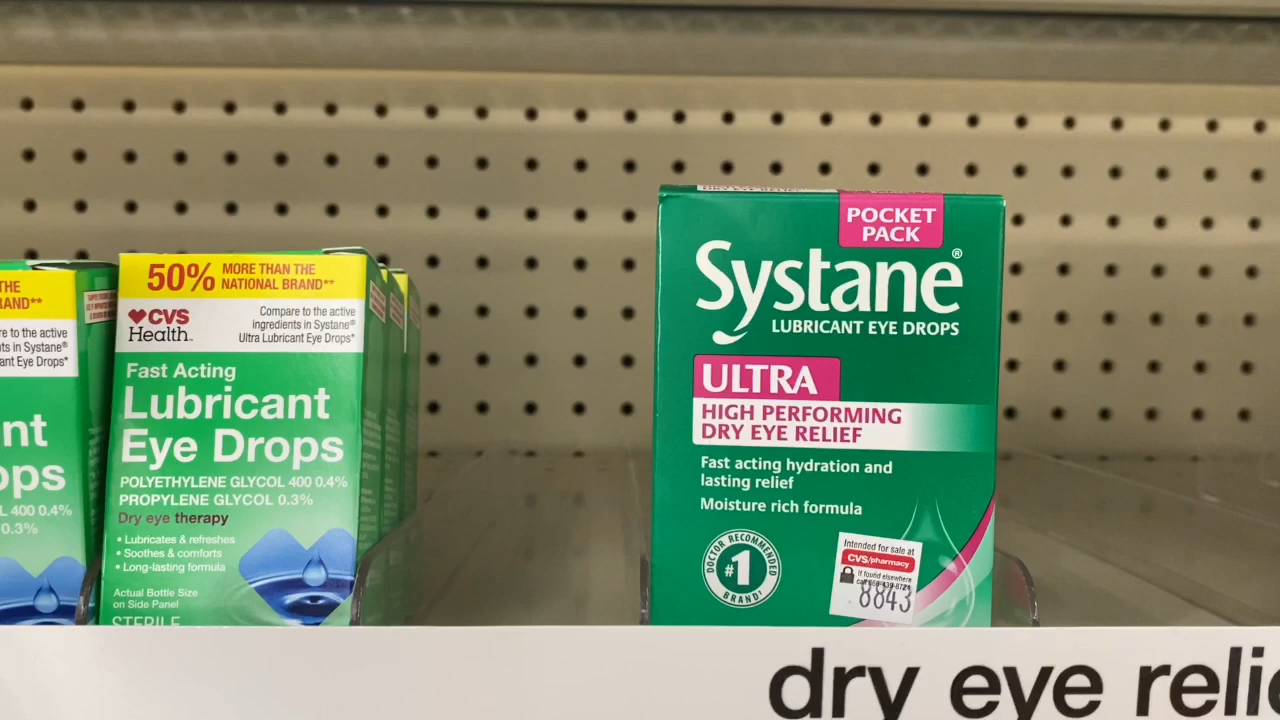 THE
RAND**
re to the active
nts in Systane®
ant Eye Drops*
nt
ops
L 400 0.4%
0.3%
50% MORE THAN THE
NATIONAL BRAND**
CVS
Health
Compare to the active
ingredients in Systane®
Ultra Lubricant Eye Drops*
Fast Acting
Lubricant
Eye Drops
POLYETHYLENE GLYCOL 400 0.4%
PROPYLENE GLYCOL 0.3%
Dry eye therapy
• Lubricates & refreshes
• Soothes & comforts
• Long-lasting formula
Actual Bottle Size
on Side Panel
STERILE
POCKET
PACK
Systane®
LUBRICANT EYE DROPS
ULTRA
HIGH PERFORMING
DRY EYE RELIEF
Fast acting hydration and
lasting relief
Moisture rich formula
DOCTOR RECOMMENDED
#1
BRAND
Intended for sale at
CVS/pharmacy
If found elsewhere
8843
dry eye relie